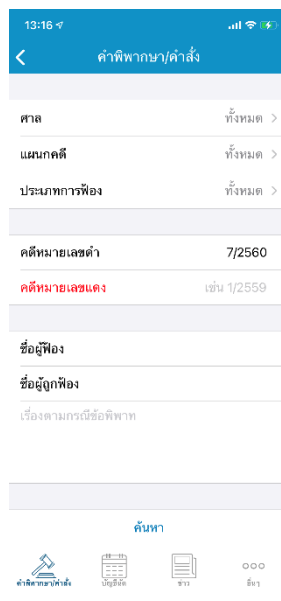 13:16
คำพิพากษา/คำสั่ง
ศาล ทั้งหมด
แผนกคดี ทั้งหมด
ประเภทการฟ้อง ทั้งหมด
คดีหมายเลขดำ 7/2560
คดีหมายเลขแดง เช่น 1/2559
ชื่อผู้ฟ้อง
ชื่อผู้ถูกฟ้อง
เรื่องตามกรณีข้อพิพาท
ค้นหา
คำพิพากษา/คำสั่ง บัญชีนัด ข่าว อื่นๆ